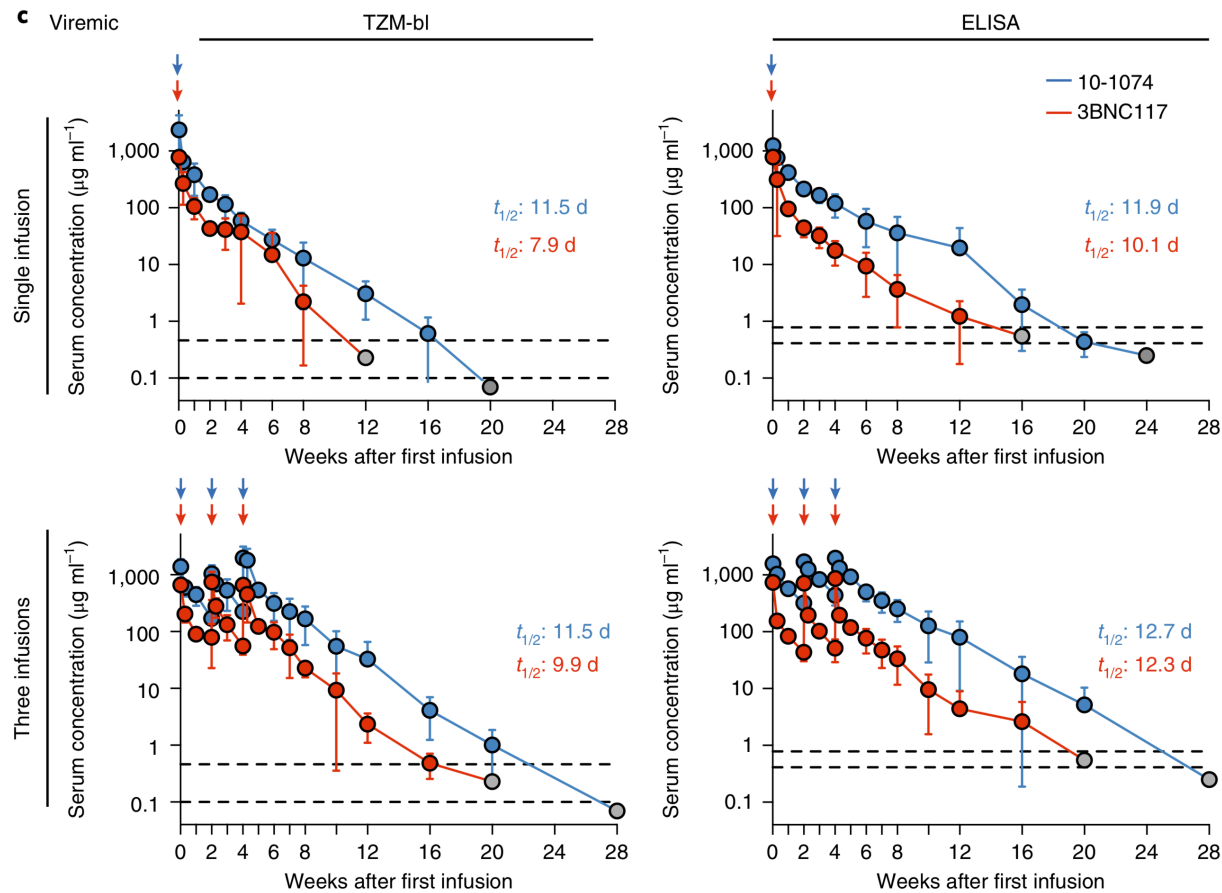 c Viremic TZM-bl ELISA
10-1074
3BNC117
Single infusion
Serum concentration (μg ml⁻¹)
1,000
100
10
1
0.1
t1/2: 11.5 d
t1/2: 7.9 d
0 2 4 6 8 12 16 20 24 28
Weeks after first infusion
Serum concentration (μg ml⁻¹)
1,000
100
10
1
0.1
t1/2: 11.9 d
t1/2: 10.1 d
0 2 4 6 8 12 16 20 24 28
Weeks after first infusion
Three infusions
Serum concentration (μg ml⁻¹)
1,000
100
10
1
0.1
t1/2: 11.5 d
t1/2: 9.9 d
0 2 4 6 8 12 16 20 24 28
Weeks after first infusion
Serum concentration (μg ml⁻¹)
1,000
100
10
1
0.1
t1/2: 12.7 d
t1/2: 12.3 d
0 2 4 6 8 12 16 20 24 28
Weeks after first infusion